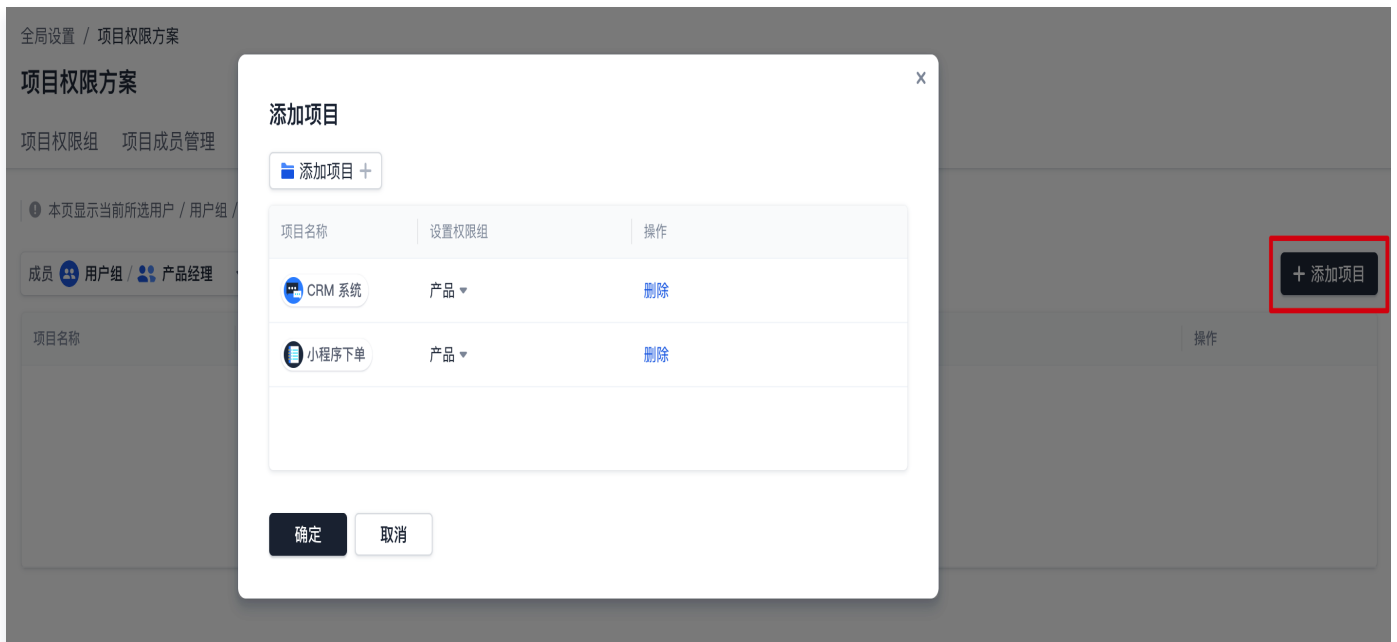 全局设置 / 项目权限方案
项目权限方案
项目权限组 项目成员管理
本页显示当前所选用户 / 用户组 /
成员 用户组 / 产品经理
+ 添加项目
项目名称 操作
x
添加项目
添加项目 +
项目名称 设置权限组 操作
CRM 系统 产品 删除
小程序下单 产品 删除
确定 取消